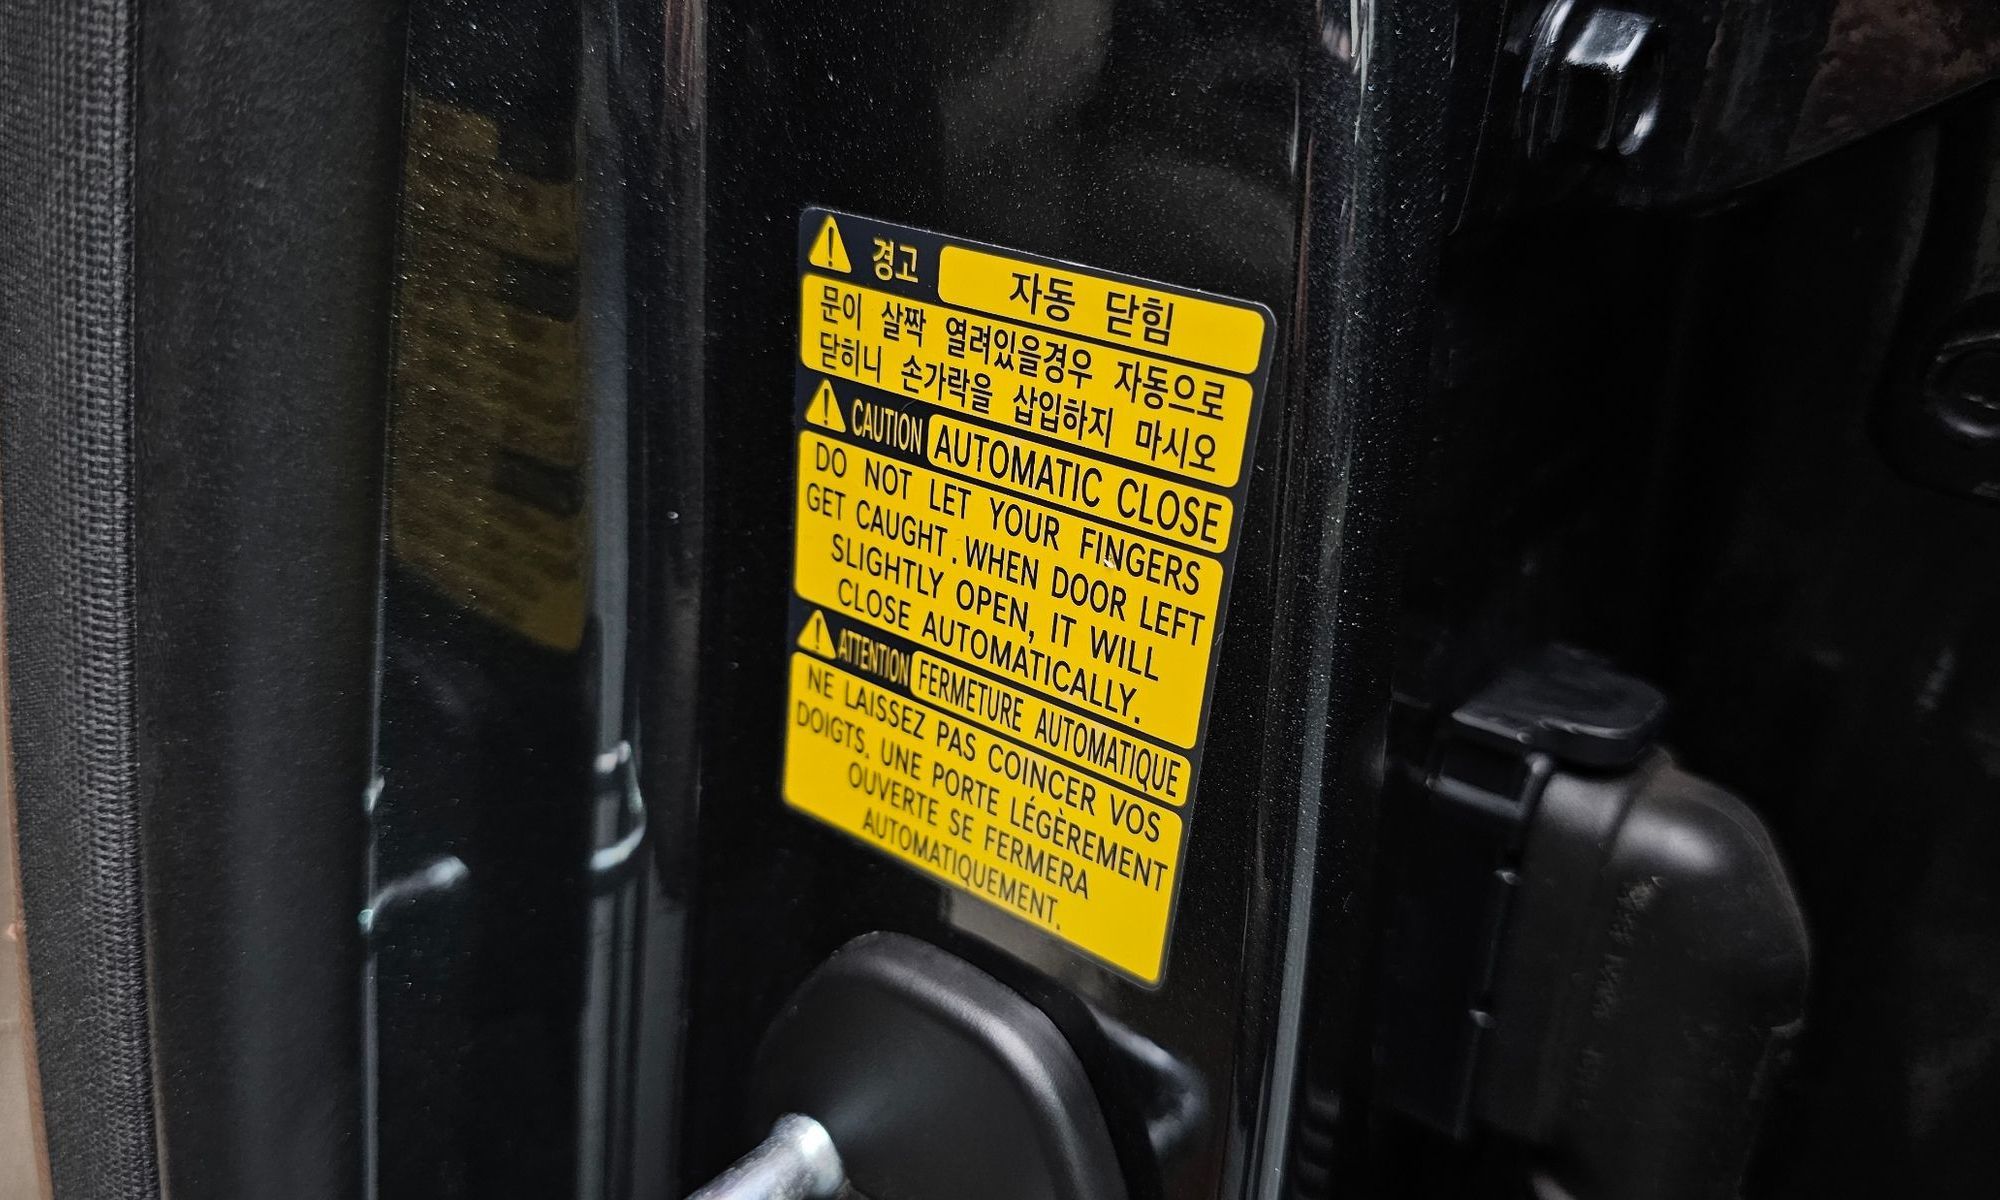 경고 자동 닫힘
문이 살짝 열려있을경우 자동으로
닫히니 손가락을 삽입하지 마시오
CAUTION AUTOMATIC CLOSE
DO NOT LET YOUR FINGERS
GET CAUGHT. WHEN DOOR LEFT
SLIGHTLY OPEN, IT WILL
CLOSE AUTOMATICALLY.
ATTENTION FERMETURE AUTOMATIQUE
NE LAISSEZ PAS COINCER VOS
DOIGTS. UNE PORTE LÉGÈREMENT
OUVERTE SE FERMERA
AUTOMATIQUEMENT.